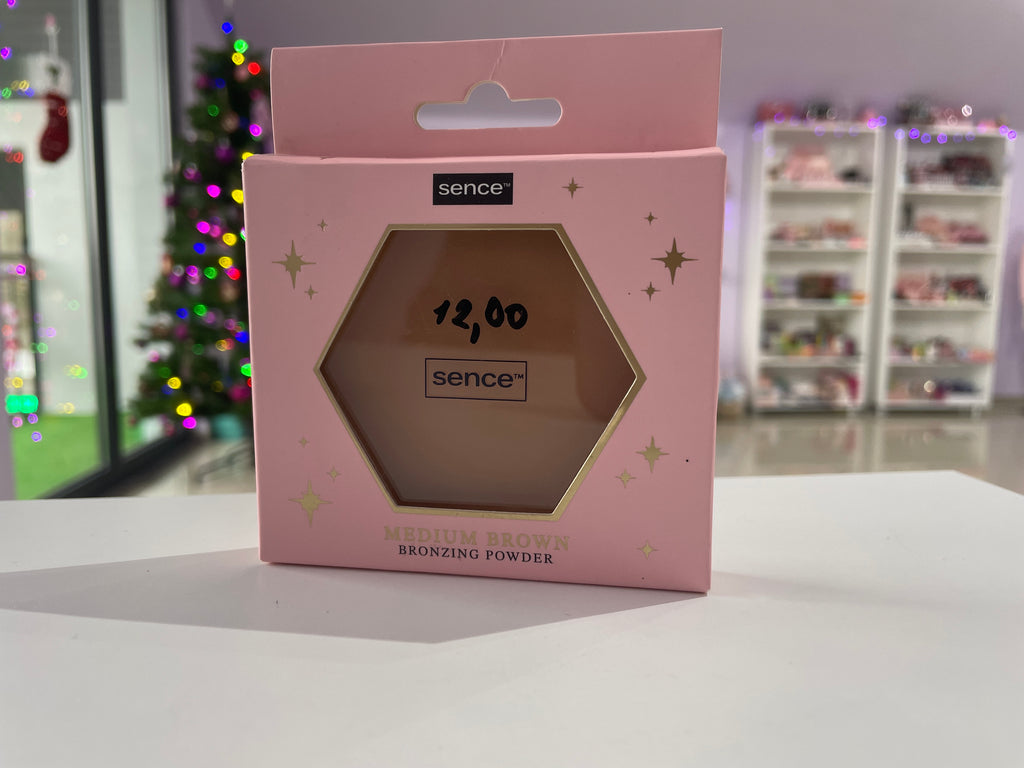 sence™
12,00
sence™
MEDIUM BROWN
BRONZING POWDER